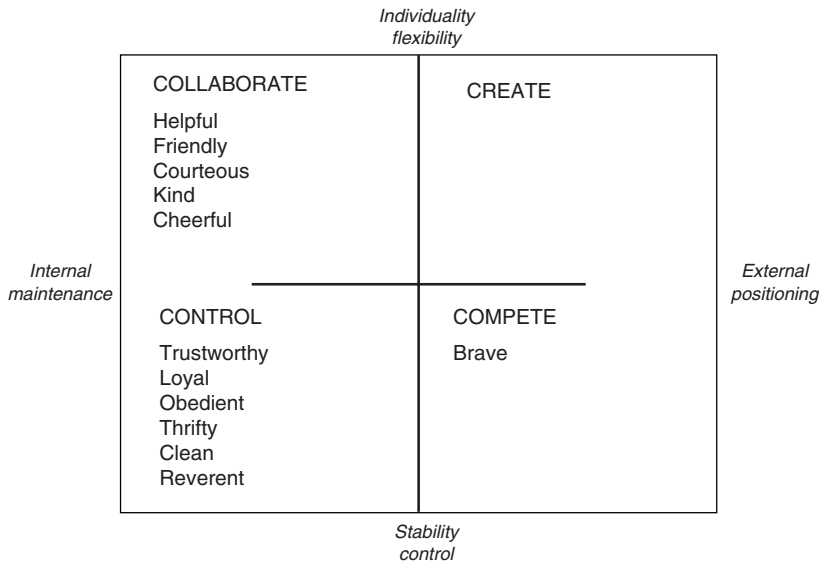 Individuality
flexibility
COLLABORATE
Helpful
Friendly
Courteous
Kind
Cheerful
CREATE
Internal
maintenance
External
positioning
CONTROL
Trustworthy
Loyal
Obedient
Thrifty
Clean
Reverent
COMPETE
Brave
Stability
control